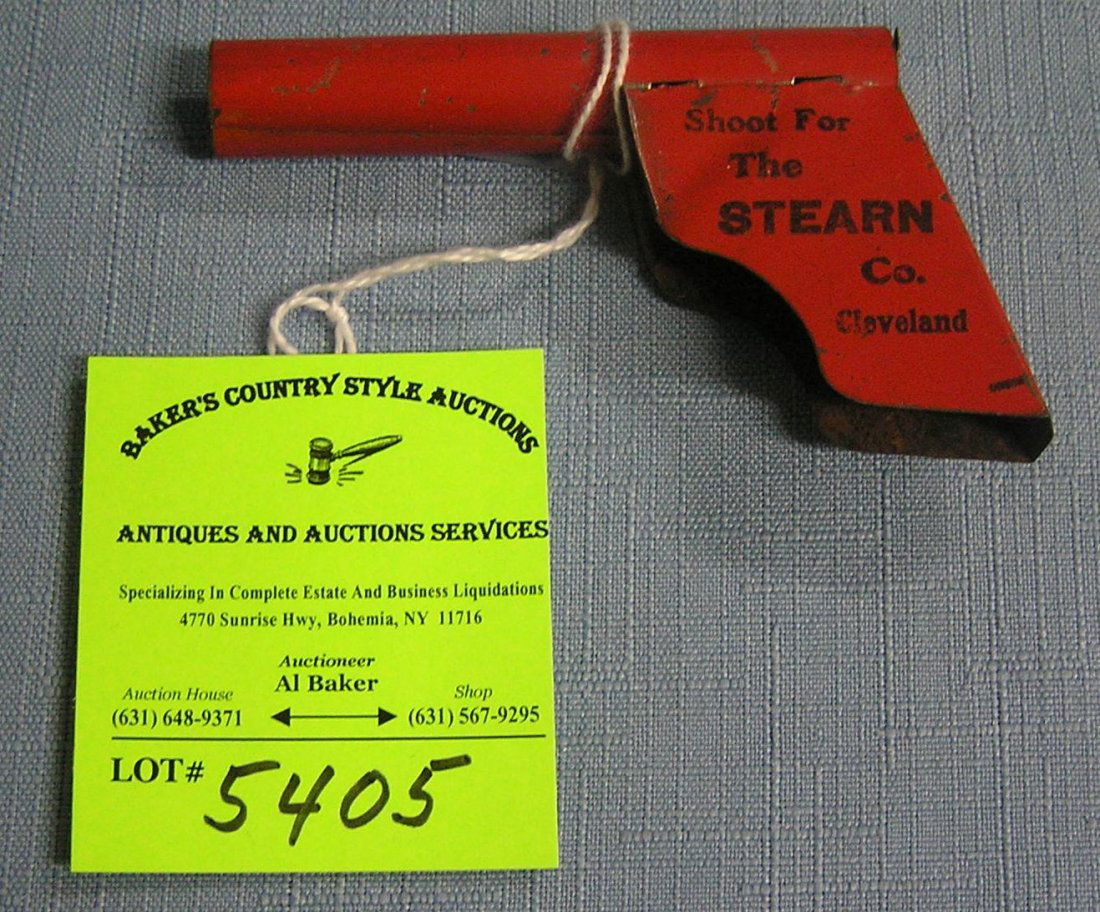 Shoot For
The
STEARN
Co.
Cleveland
BAKER'S COUNTRY STYLE AUCTIONS
ANTIQUES AND AUCTIONS SERVICES
Specializing In Complete Estate And Business Liquidations
4770 Sunrise Hwy, Bohemia, NY 11716
Auctioneer
Al Baker
Auction House Shop
(631) 648-9371 (631) 567-9295
LOT# 5405